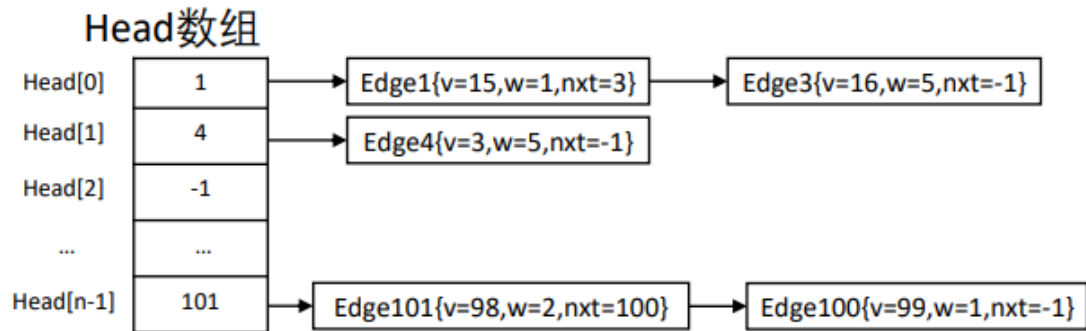 Head数组
Head[0] 1 Edge1{v=15,w=1,nxt=3} Edge3{v=16,w=5,nxt=-1}
Head[1] 4 Edge4{v=3,w=5,nxt=-1}
Head[2] -1
... ...
Head[n-1] 101 Edge101{v=98,w=2,nxt=100} Edge100{v=99,w=1,nxt=-1}